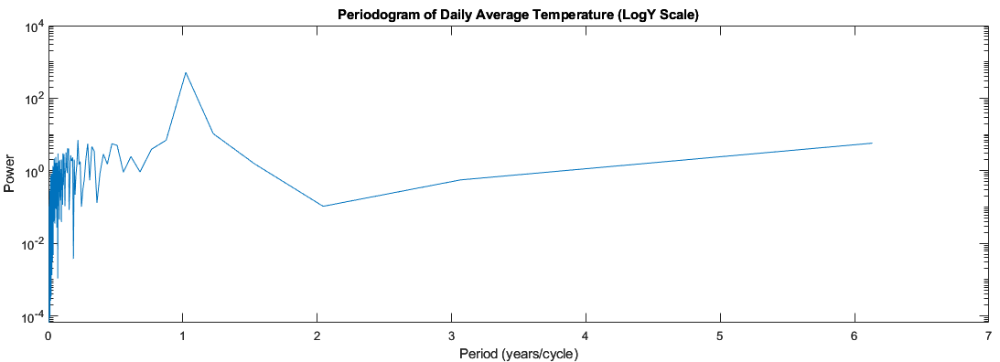 Periodogram of Daily Average Temperature (LogY Scale)
Power
10^4
10^2
10^0
10^-2
10^-4
0 1 2 3 4 5 6 7
Period (years/cycle)